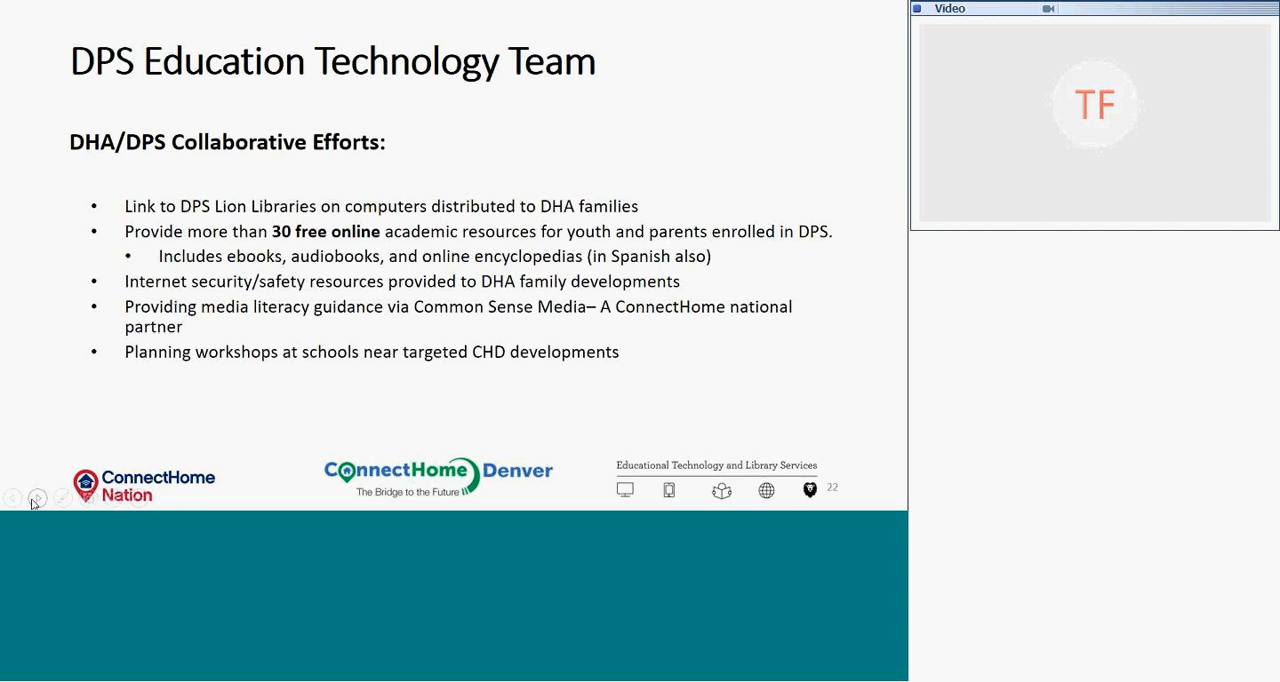 DPS Education Technology Team
DHA/DPS Collaborative Efforts:
• Link to DPS Lion Libraries on computers distributed to DHA families
• Provide more than 30 free online academic resources for youth and parents enrolled in DPS.
• Includes ebooks, audiobooks, and online encyclopedias (in Spanish also)
• Internet security/safety resources provided to DHA family developments
• Providing media literacy guidance via Common Sense Media– A ConnectHome national
partner
• Planning workshops at schools near targeted CHD developments
ConnectHome
Nation
ConnectHome Denver
The Bridge to the Future
Educational Technology and Library Services
22
Video
TF